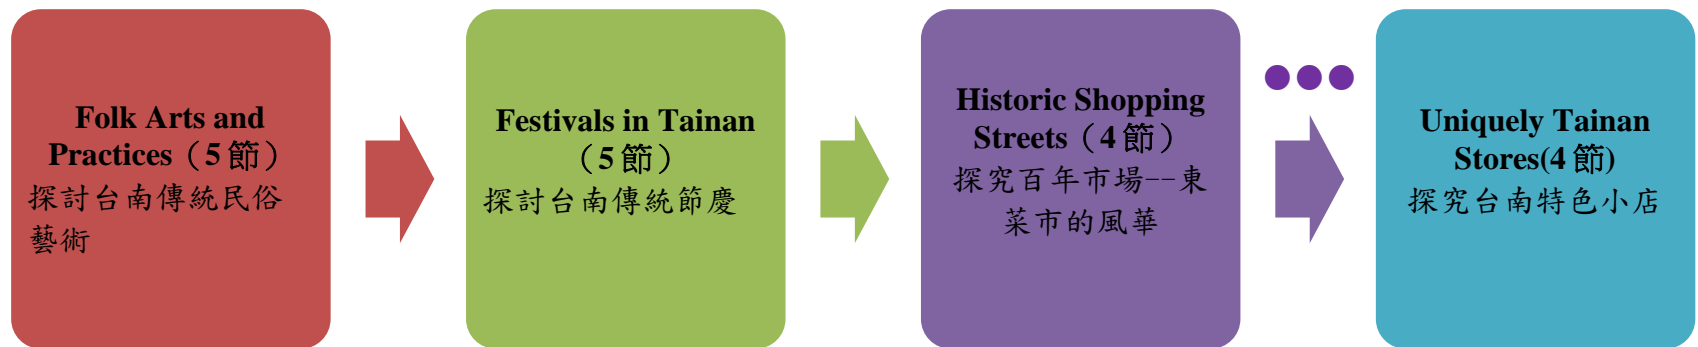 Folk Arts and
Practices（5 節）
探討台南傳統民俗
藝術
Festivals in Tainan
（5 節）
探討台南傳統節慶
Historic Shopping
Streets（4 節）
探究百年市場--東
菜市的風華
Uniquely Tainan
Stores(4 節)
探究台南特色小店